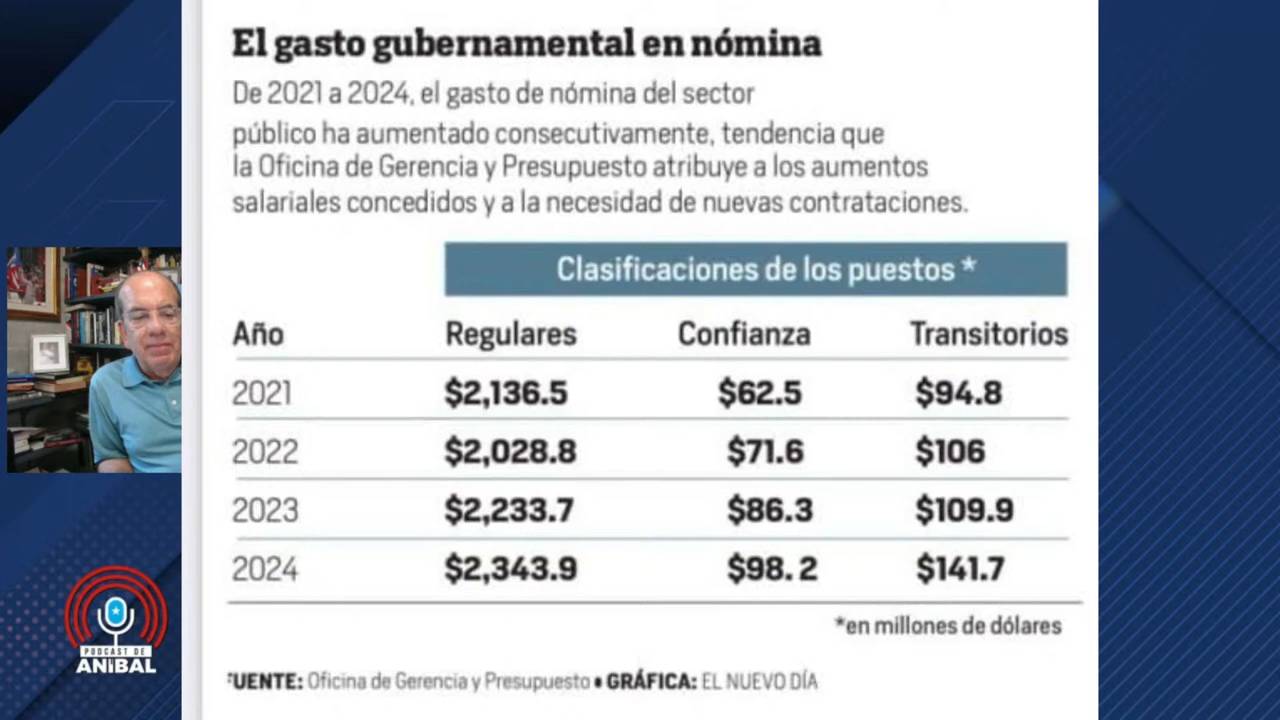 El gasto gubernamental en nómina
De 2021 a 2024, el gasto de nómina del sector
público ha aumentado consecutivamente, tendencia que
la Oficina de Gerencia y Presupuesto atribuye a los aumentos
salariales concedidos y a la necesidad de nuevas contrataciones.
Clasificaciones de los puestos *
Año Regulares Confianza Transitorios
2021 $2,136.5 $62.5 $94.8
2022 $2,028.8 $71.6 $106
2023 $2,233.7 $86.3 $109.9
2024 $2,343.9 $98.2 $141.7
*en millones de dólares
FUENTE: Oficina de Gerencia y Presupuesto • GRÁFICA: EL NUEVO DÍA
PODCAST DE
ANÍBAL